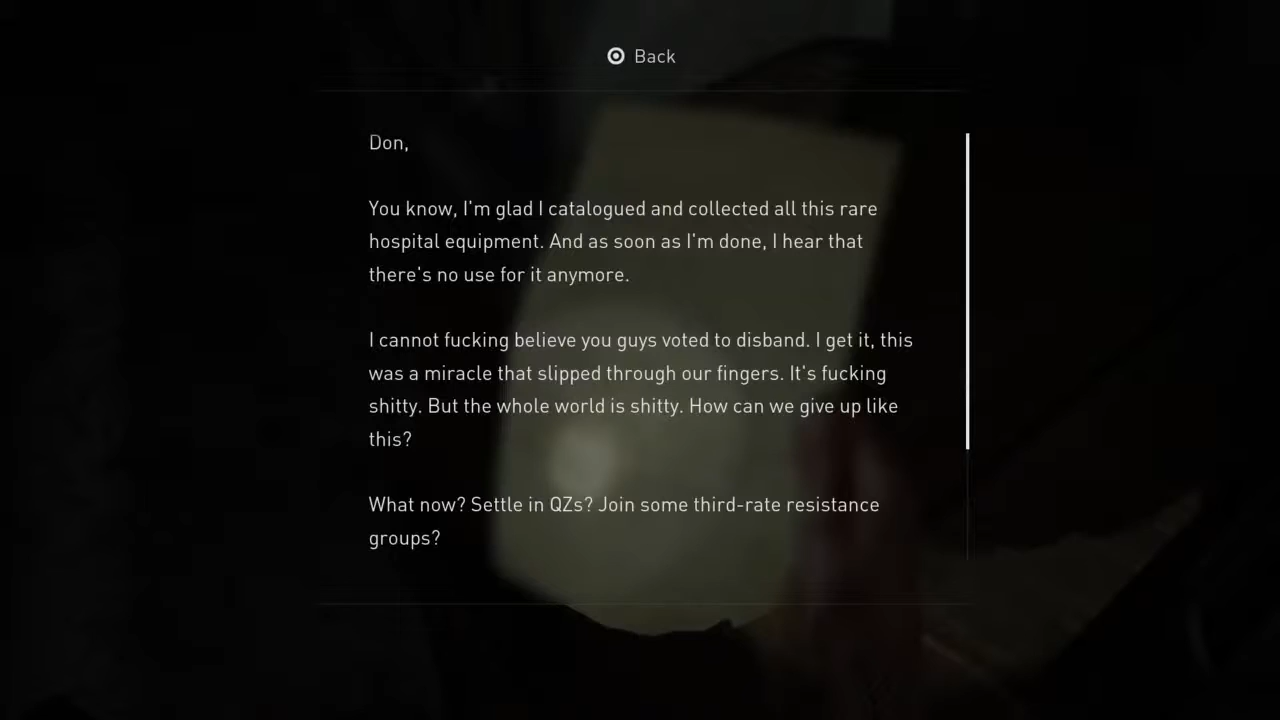 Back
Don,
You know, I'm glad I catalogued and collected all this rare
hospital equipment. And as soon as I'm done, I hear that
there's no use for it anymore.
I cannot fucking believe you guys voted to disband. I get it, this
was a miracle that slipped through our fingers. It's fucking
shitty. But the whole world is shitty. How can we give up like
this?
What now? Settle in QZs? Join some third-rate resistance
groups?